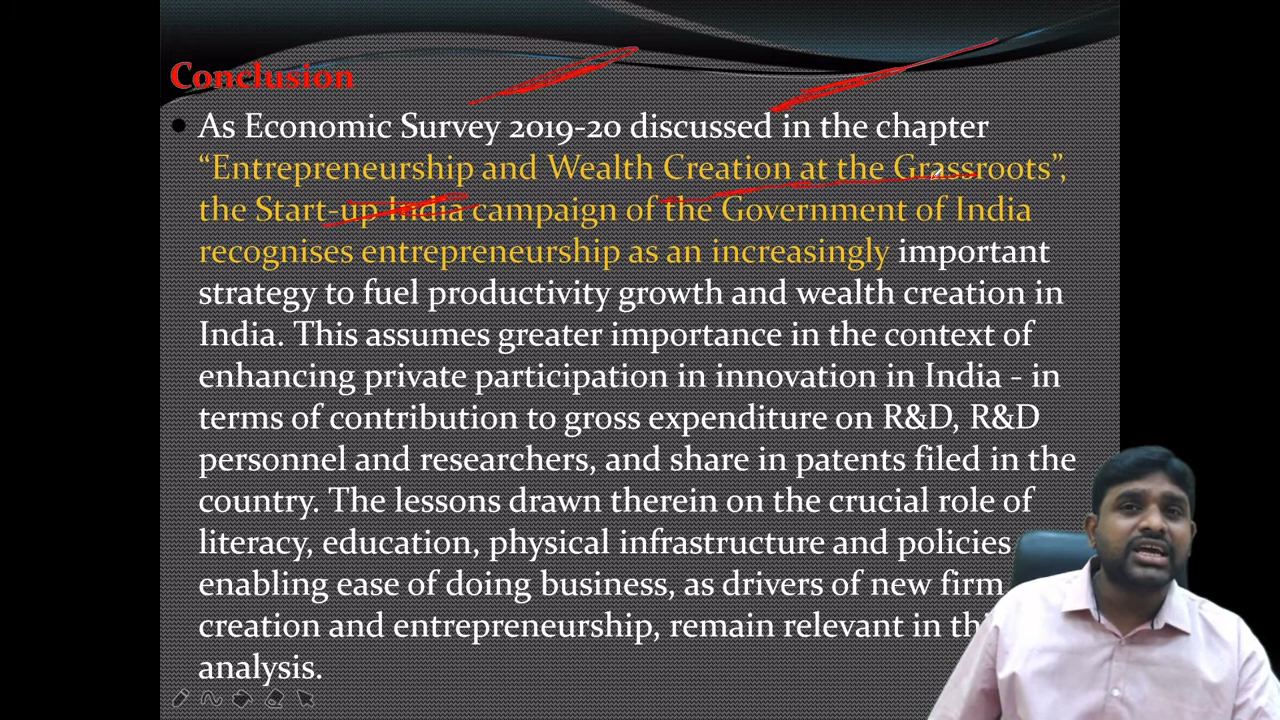 Conclusion
• As Economic Survey 2019-20 discussed in the chapter
“Entrepreneurship and Wealth Creation at the Grassroots”,
the Start-up India campaign of the Government of India
recognises entrepreneurship as an increasingly important
strategy to fuel productivity growth and wealth creation in
India. This assumes greater importance in the context of
enhancing private participation in innovation in India - in
terms of contribution to gross expenditure on R&D, R&D
personnel and researchers, and share in patents filed in the
country. The lessons drawn therein on the crucial role of
literacy, education, physical infrastructure and policies
enabling ease of doing business, as drivers of new firm
creation and entrepreneurship, remain relevant in
analysis.